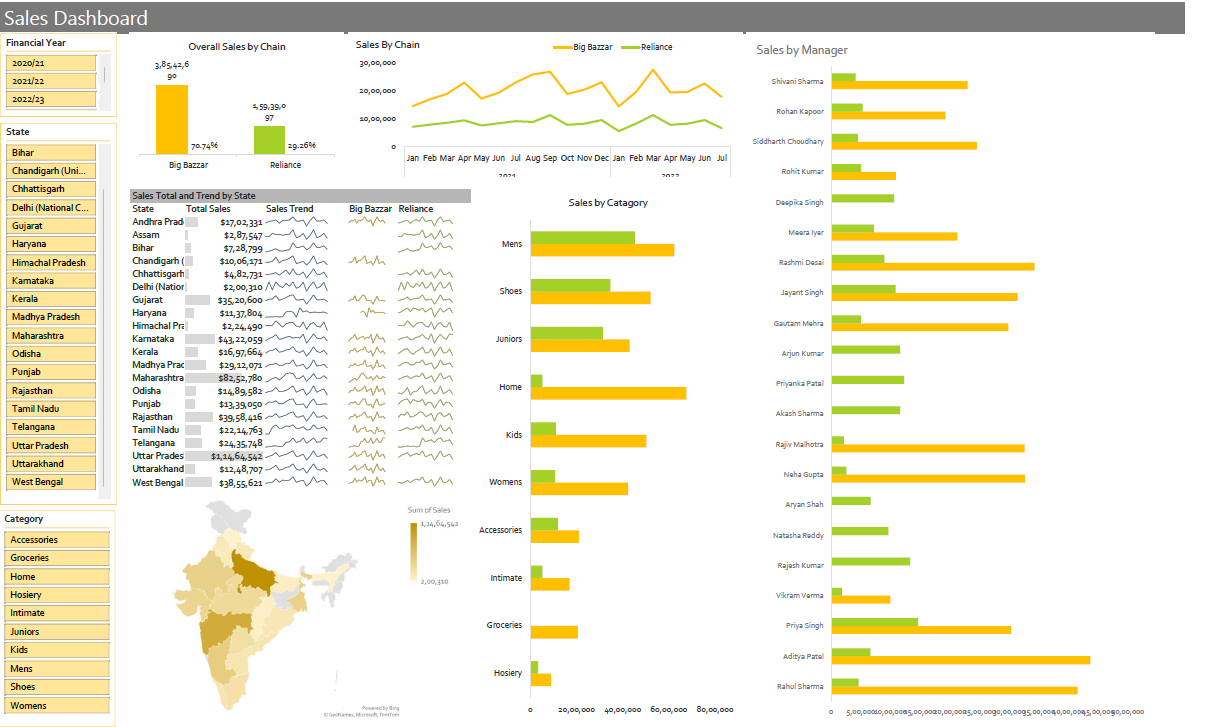 Sales Dashboard
Financial Year
2020/21
2021/22
2022/23
State
Bihar
Chandigarh (Uni...
Chhattisgarh
Delhi (National C...
Gujarat
Haryana
Himachal Pradesh
Karnataka
Kerala
Madhya Pradesh
Maharashtra
Odisha
Punjab
Rajasthan
Tamil Nadu
Telangana
Uttar Pradesh
Uttarakhand
West Bengal
Category
Accessories
Groceries
Home
Hosiery
Intimate
Juniors
Kids
Mens
Shoes
Womens
Overall Sales by Chain
3,85,42,6
90
70.74%
1,59,39,0
97
29.26%
Big Bazzar Reliance
Sales By Chain
Big Bazzar Reliance
30,00,000
20,00,000
10,00,000
0
Jan Feb Mar Apr May Jun Jul Aug Sep Oct Nov Dec Jan Feb Mar Apr May Jun Jul
2021 2022
Sales Total and Trend by State
State Total Sales Sales Trend Big Bazzar Reliance
Andhra Prad $17,02,331
Assam $2,87,547
Bihar $7,28,799
Chandigarh ( $10,06,171
Chhattisgarh $4,82,731
Delhi (Nation $2,00,310
Gujarat $35,20,600
Haryana $11,37,804
Himachal Pra $2,24,490
Karnataka $43,22,059
Kerala $16,97,664
Madhya Prad $29,12,071
Maharashtra $82,52,780
Odisha $14,89,582
Punjab $13,39,050
Rajasthan $39,58,416
Tamil Nadu $22,14,763
Telangana $24,35,748
Uttar Prades $1,14,64,542
Uttarakhand $12,48,707
West Bengal $38,55,621
Sum of Sales
1,14,64,542
2,00,310
Powered by Bing
© GeoNames, Microsoft, TomTom
Sales by Catagory
Mens
Shoes
Juniors
Home
Kids
Womens
Accessories
Intimate
Groceries
Hosiery
0 20,00,000 40,00,000 60,00,000 80,00,000
Sales by Manager
Shivani Sharma
Rohan Kapoor
Siddharth Choudhary
Rohit Kumar
Deepika Singh
Meera Iyer
Rashmi Desai
Jayant Singh
Gautam Mehra
Arjun Kumar
Priyanka Patel
Akash Sharma
Rajiv Malhotra
Neha Gupta
Aryan Shah
Natasha Reddy
Rajesh Kumar
Vikram Verma
Priya Singh
Aditya Patel
Rahul Sharma
0 5,00,000 10,00,000 15,00,000 20,00,000 25,00,000 30,00,000 35,00,000 40,00,000 45,00,000 50,00,000